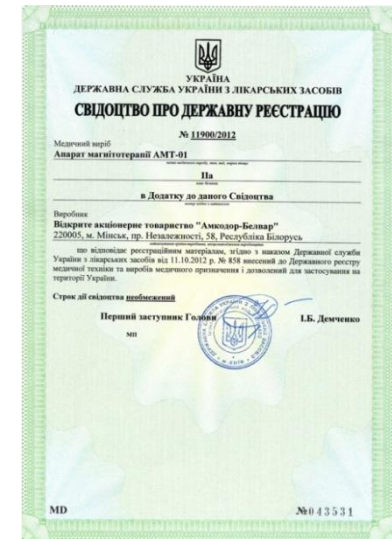 УКРАЇНА
ДЕРЖАВНА СЛУЖБА УКРАЇНИ З ЛІКАРСЬКИХ ЗАСОБІВ
СВІДОЦТВО ПРО ДЕРЖАВНУ РЕЄСТРАЦІЮ
№ 11900/2012
Медичний виріб
Апарат магнітотерапії АМТ-01
ІІа
в Додатку до даного Свідоцтва
Виробник
Відкрите акціонерне товариство "Амкодор-Белвар"
220005, м. Мінськ, пр. Незалежності, 58, Республіка Білорусь
що відповідає реєстраційним матеріалам, згідно з наказом Державної служби
України з лікарських засобів від 11.10.2012 р. № 858 внесений до Державного реєстру
медичної техніки та виробів медичного призначення і дозволений для застосування на
території України.
Строк дії свідоцтва необмежений
Перший заступник Голови І.Б. Демченко
МП
MD №043531